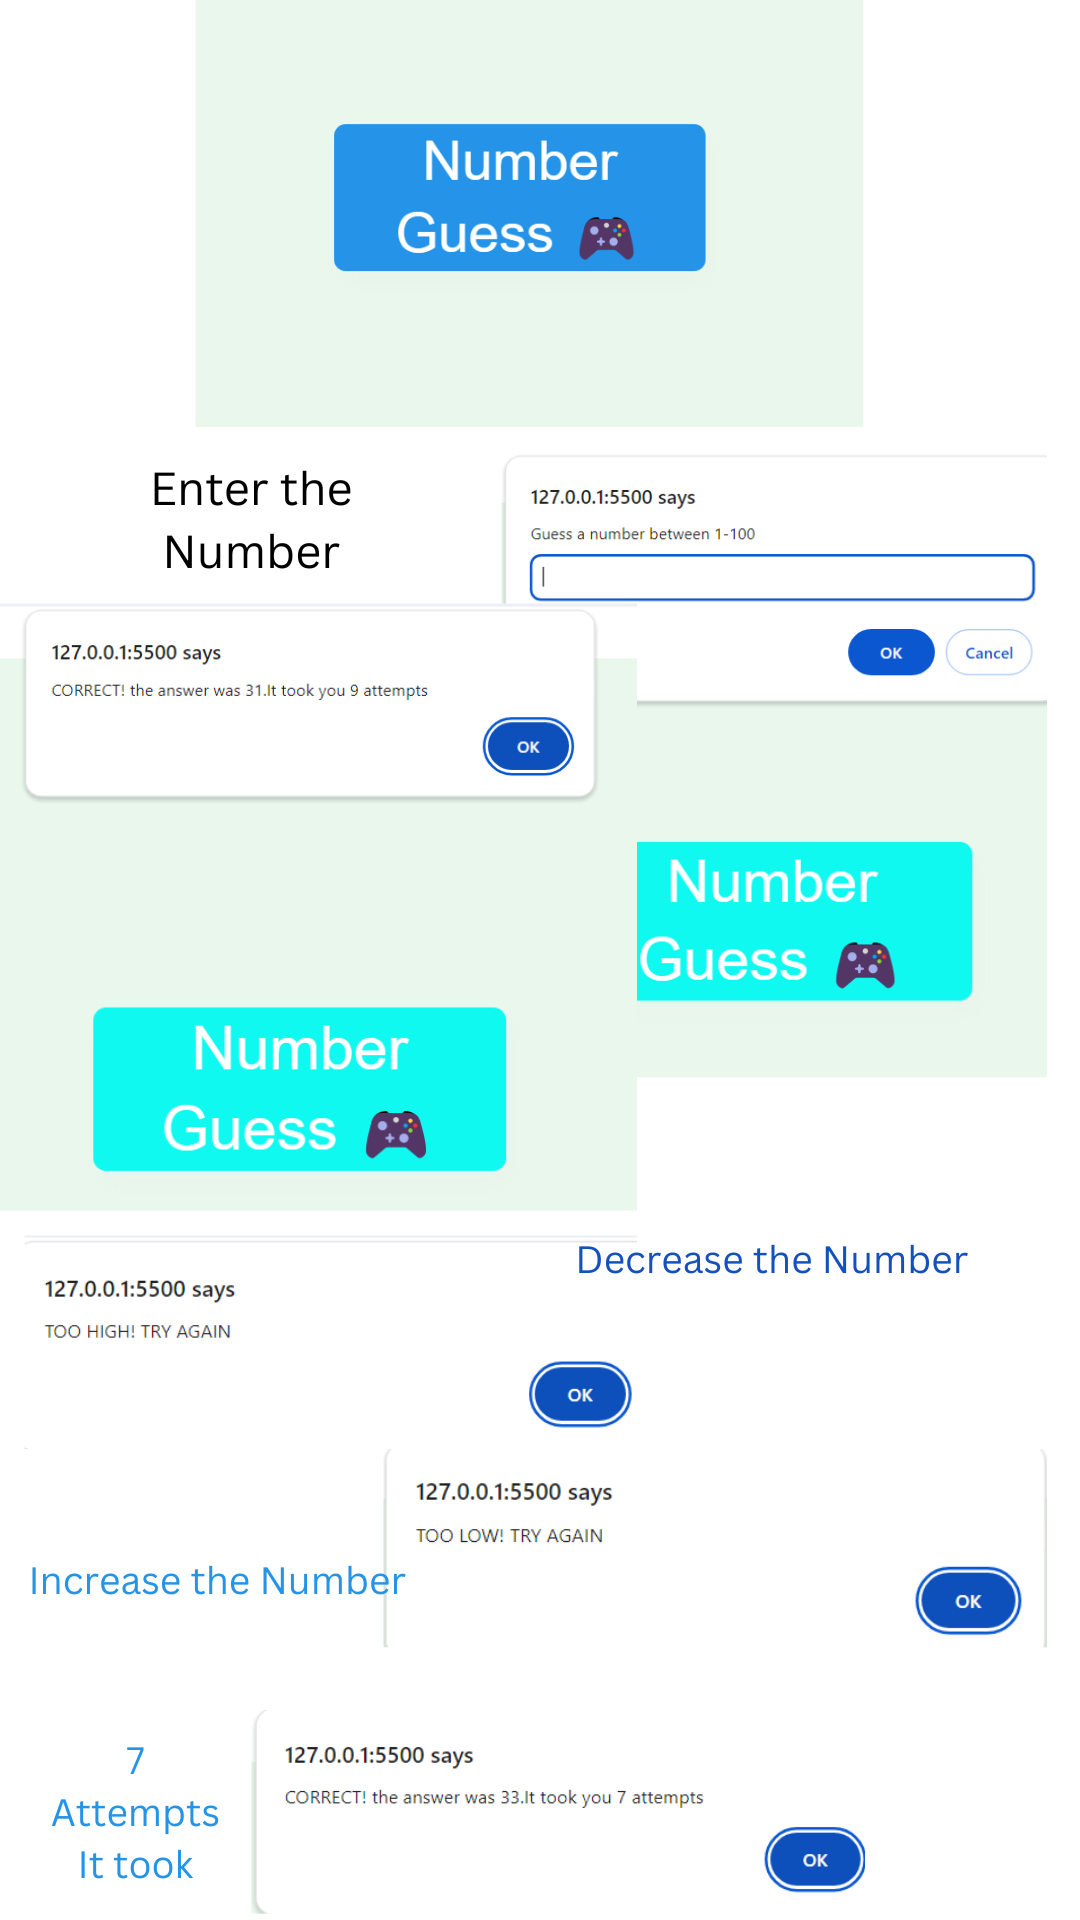 Number
Guess 🎮
Enter the
Number
127.0.0.1:5500 says
Guess a number between 1-100
OK
Cancel
127.0.0.1:5500 says
CORRECT! the answer was 31.It took you 9 attempts
OK
Number
Guess 🎮
Number
Guess 🎮
Decrease the Number
127.0.0.1:5500 says
TOO HIGH! TRY AGAIN
OK
127.0.0.1:5500 says
TOO LOW! TRY AGAIN
Increase the Number
OK
7
Attempts
It took
127.0.0.1:5500 says
CORRECT! the answer was 33.It took you 7 attempts
OK